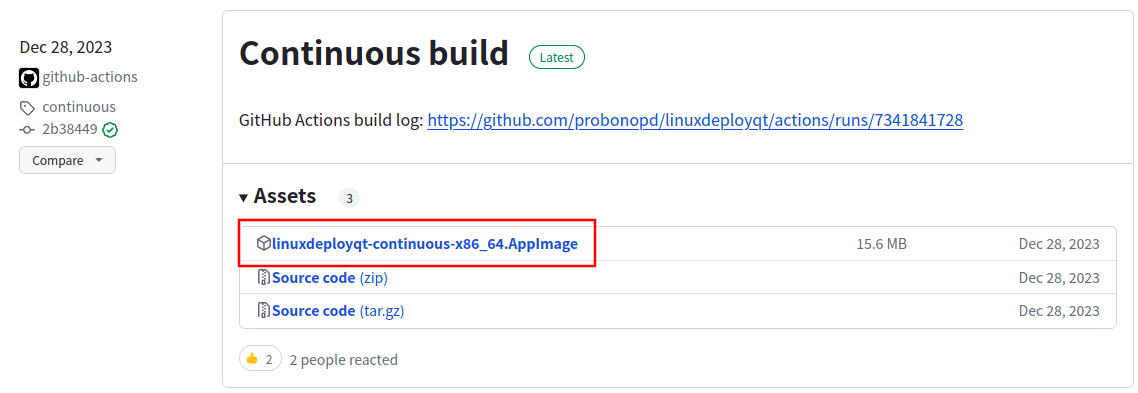 Dec 28, 2023
github-actions
continuous
2b38449
Compare
Continuous build Latest
GitHub Actions build log: https://github.com/probonopd/linuxdeployqt/actions/runs/7341841728
Assets 3
linuxdeployqt-continuous-x86_64.AppImage 15.6 MB Dec 28, 2023
Source code (zip) Dec 28, 2023
Source code (tar.gz) Dec 28, 2023
👍 2 2 people reacted